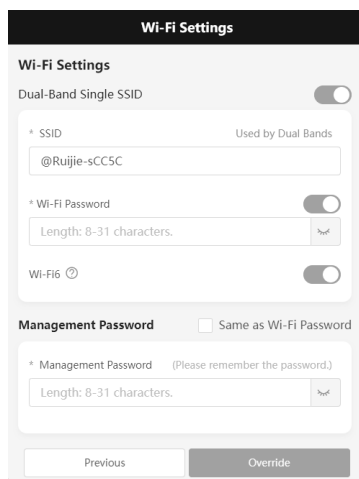 Wi-Fi Settings
Wi-Fi Settings
Dual-Band Single SSID
* SSID Used by Dual Bands
@Ruijie-sCC5C
* Wi-Fi Password
Length: 8-31 characters.
Wi-Fi6 ?
Management Password Same as Wi-Fi Password
* Management Password (Please remember the password.)
Length: 8-31 characters.
Previous Override